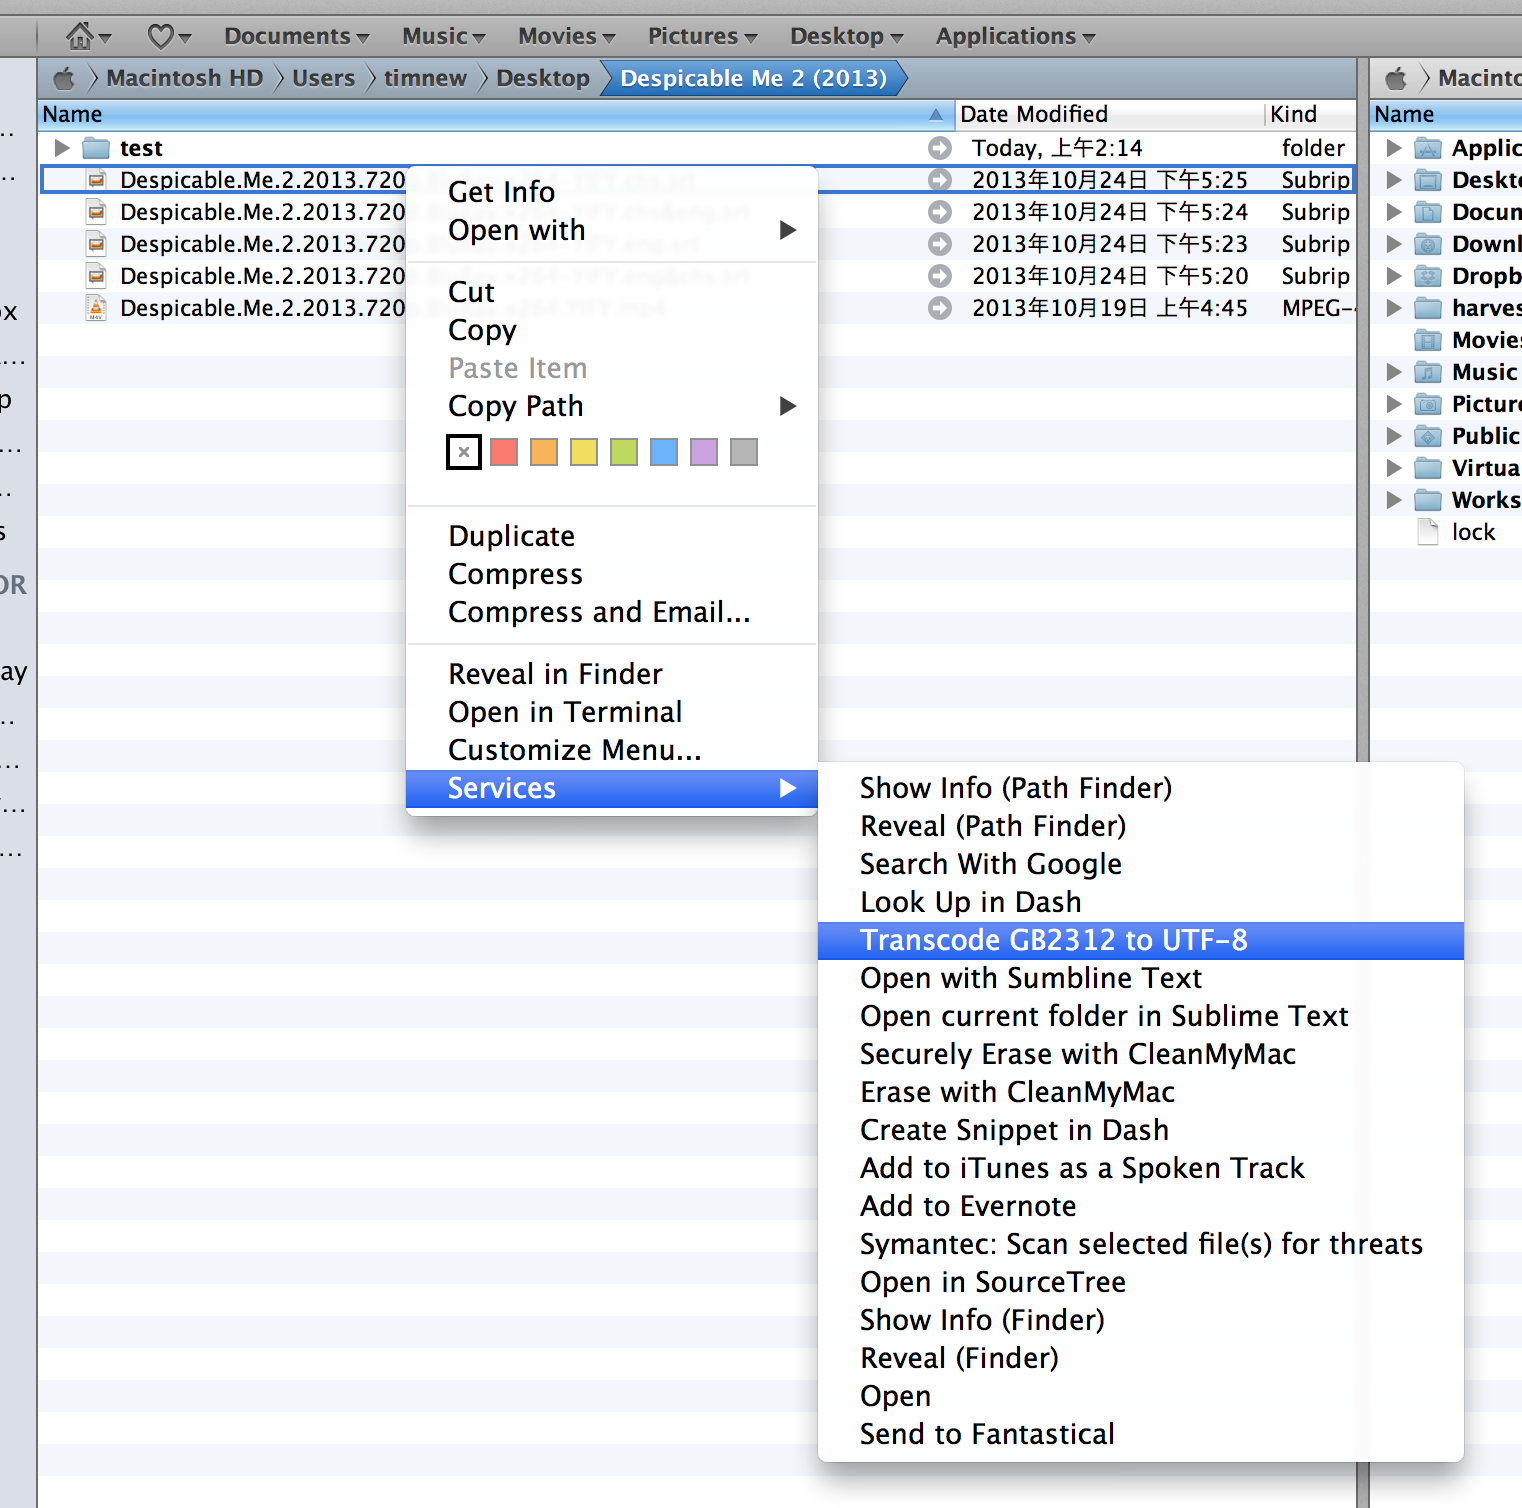 Documents Music Movies Pictures Desktop Applications
Macintosh HD Users timnew Desktop Despicable Me 2 (2013)
Name Date Modified Kind
test Today, 上午2:14 folder
Despicable.Me.2.2013.720 2013年10月24日 下午5:25 Subrip
Despicable.Me.2.2013.720 2013年10月24日 下午5:24 Subrip
Despicable.Me.2.2013.720 2013年10月24日 下午5:23 Subrip
Despicable.Me.2.2013.720 2013年10月24日 下午5:20 Subrip
Despicable.Me.2.2013.720 2013年10月19日 上午4:45 MPEG-
Get Info
Open with
Cut
Copy
Paste Item
Copy Path
Duplicate
Compress
Compress and Email...
Reveal in Finder
Open in Terminal
Customize Menu...
Services
Show Info (Path Finder)
Reveal (Path Finder)
Search With Google
Look Up in Dash
Transcode GB2312 to UTF-8
Open with Sumbline Text
Open current folder in Sublime Text
Securely Erase with CleanMyMac
Erase with CleanMyMac
Create Snippet in Dash
Add to iTunes as a Spoken Track
Add to Evernote
Symantec: Scan selected file(s) for threats
Open in SourceTree
Show Info (Finder)
Reveal (Finder)
Open
Send to Fantastical
Macinto
Name
Applic
Deskto
Docum
Downl
Dropb
harves
Movies
Music
Picture
Public
Virtua
Works
lock